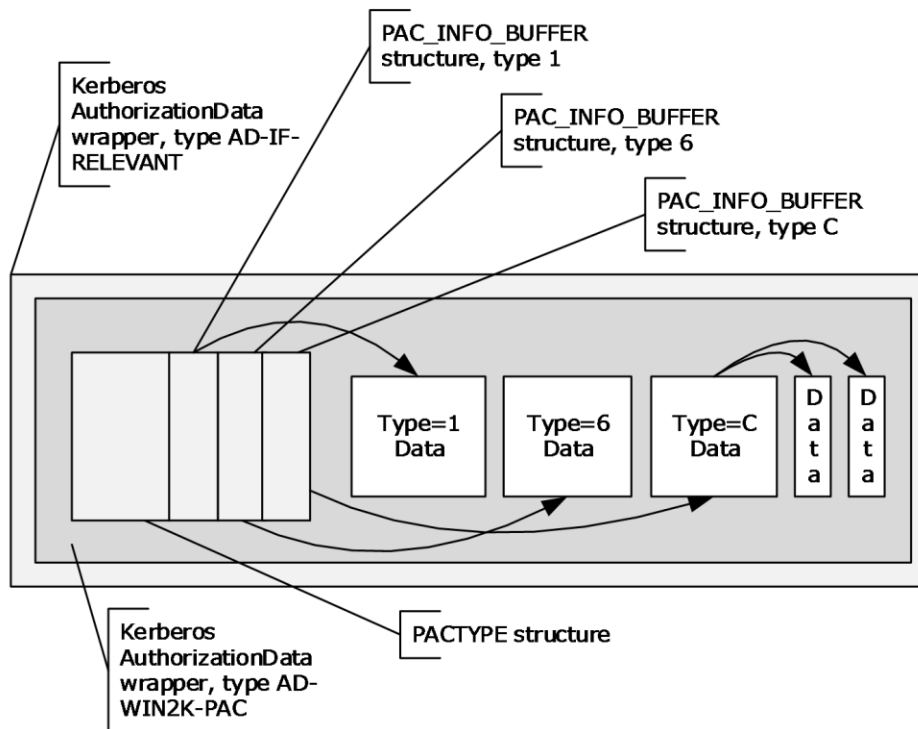 PAC_INFO_BUFFER
structure, type 1
Kerberos
AuthorizationData
wrapper, type AD-IF-
RELEVANT
PAC_INFO_BUFFER
structure, type 6
PAC_INFO_BUFFER
structure, type C
Type=1
Data
Type=6
Data
Type=C
Data
D
a
t
a
D
a
t
a
Kerberos
AuthorizationData
wrapper, type AD-
WIN2K-PAC
PACTYPE structure